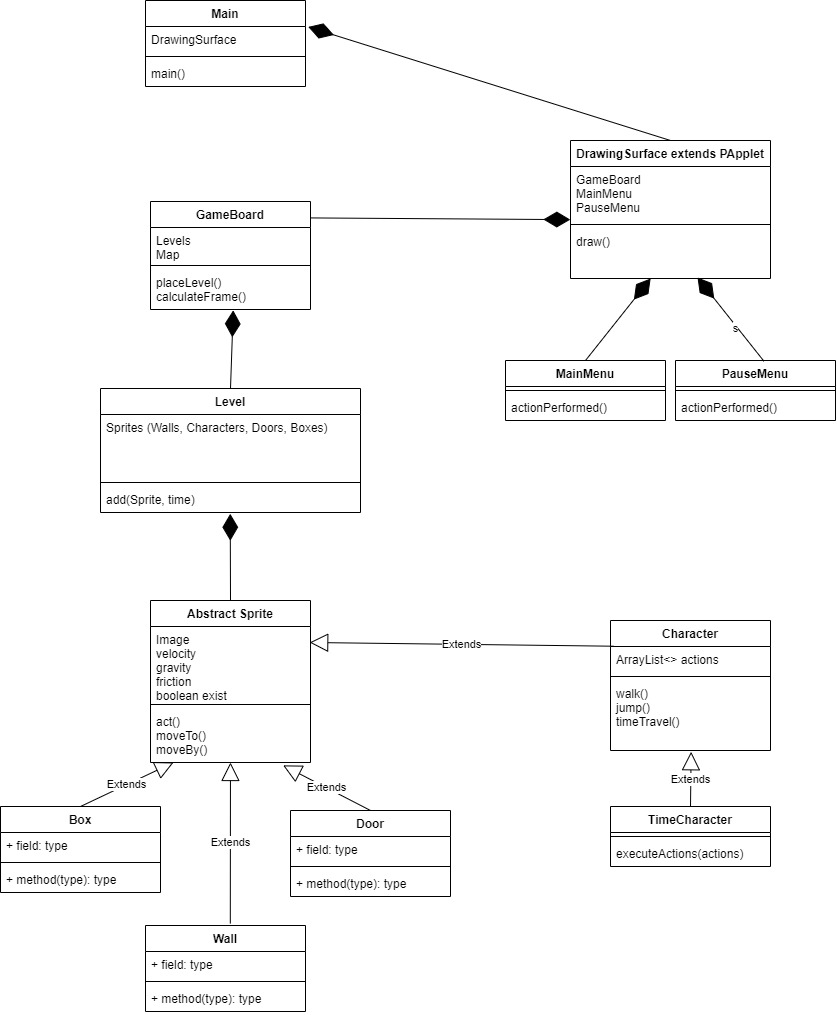 Main
DrawingSurface
main()
DrawingSurface extends PApplet
GameBoard
MainMenu
PauseMenu
draw()
GameBoard
Levels
Map
placeLevel()
calculateFrame()
s
MainMenu
actionPerformed()
PauseMenu
actionPerformed()
Level
Sprites (Walls, Characters, Doors, Boxes)
add(Sprite, time)
Abstract Sprite
Image
velocity
gravity
friction
boolean exist
act()
moveTo()
moveBy()
Extends
Character
ArrayList<> actions
walk()
jump()
timeTravel()
Extends
Extends
Extends
Extends
Box
+ field: type
+ method(type): type
Door
+ field: type
+ method(type): type
TimeCharacter
executeActions(actions)
Wall
+ field: type
+ method(type): type